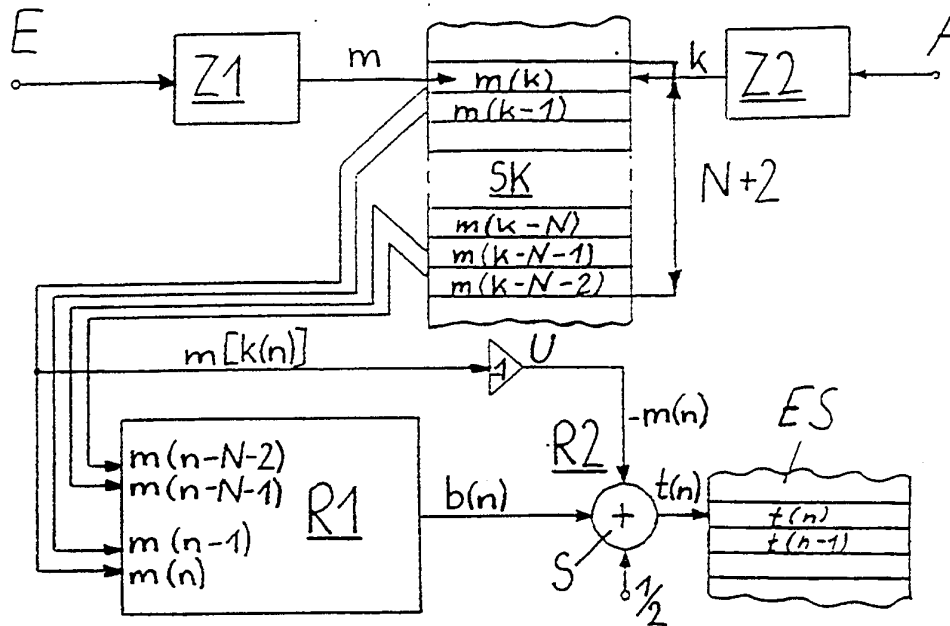 E
Z1
m
m(k)
m(k-1)
SK
m(k-N)
m(k-N-1)
m(k-N-2)
k
Z2
A
N+2
m[k(n)]
-1
U
-m(n)
R2
ES
m(n-N-2)
m(n-N-1)
m(n-1)
m(n)
R1
b(n)
+
S
1/2
t(n)
t(n)
t(n-1)